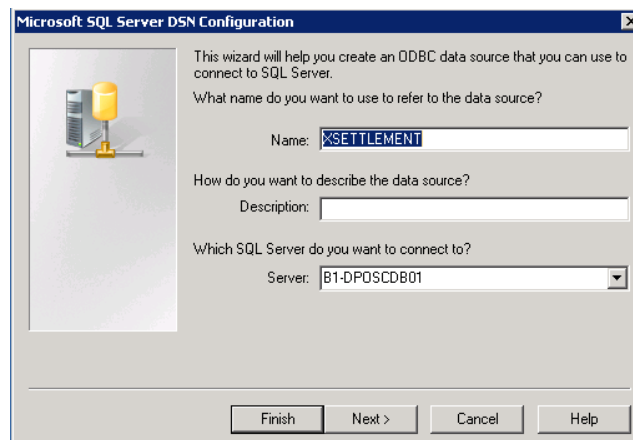 Microsoft SQL Server DSN Configuration
This wizard will help you create an ODBC data source that you can use to
connect to SQL Server.
What name do you want to use to refer to the data source?
Name: XSETTLEMENT
How do you want to describe the data source?
Description:
Which SQL Server do you want to connect to?
Server: B1-DPOSCDB01
Finish Next > Cancel Help